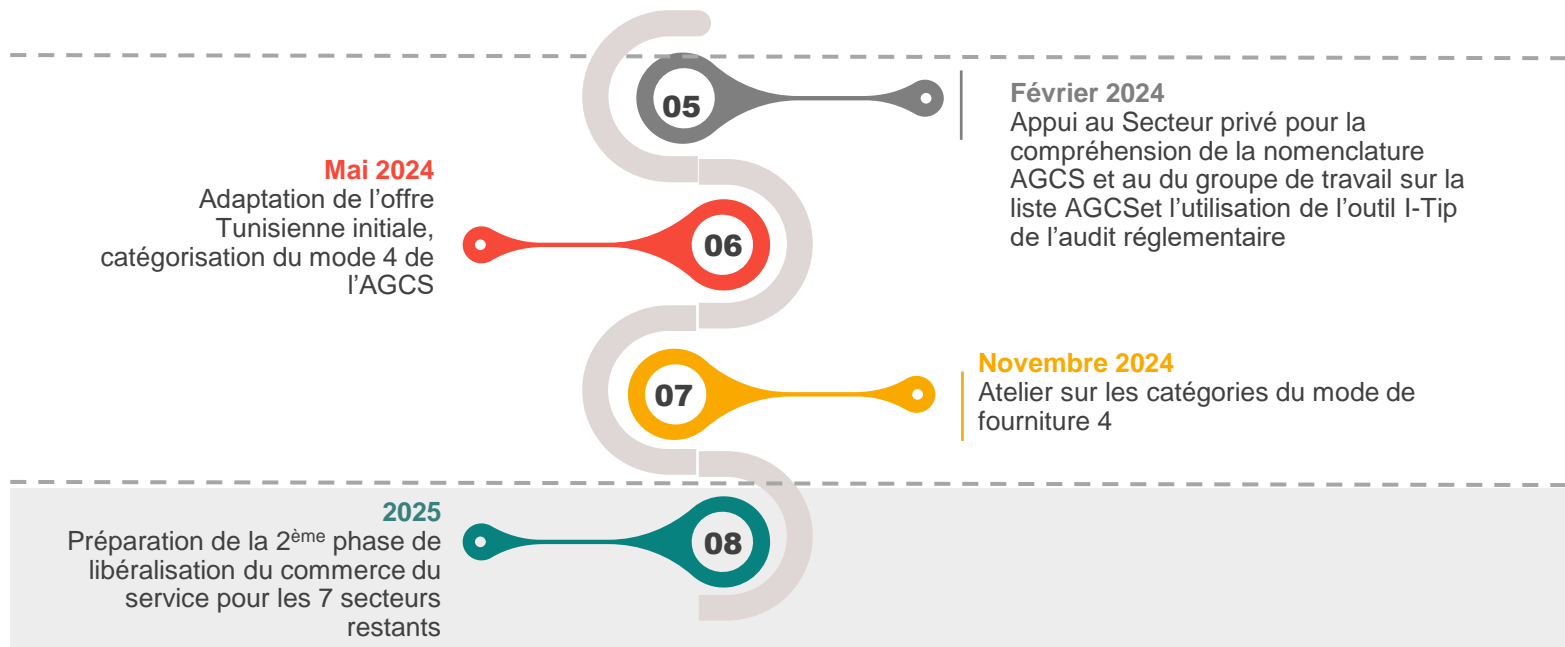 05
Février 2024
Appui au Secteur privé pour la
compréhension de la nomenclature
AGCS et au du groupe de travail sur la
liste AGCSet l’utilisation de l’outil I-Tip
de l’audit réglementaire
Mai 2024
Adaptation de l’offre
Tunisienne initiale,
catégorisation du mode 4 de
l’AGCS
06
07
Novembre 2024
Atelier sur les catégories du mode de
fourniture 4
2025
Préparation de la 2ème phase de
libéralisation du commerce du
service pour les 7 secteurs
restants
08